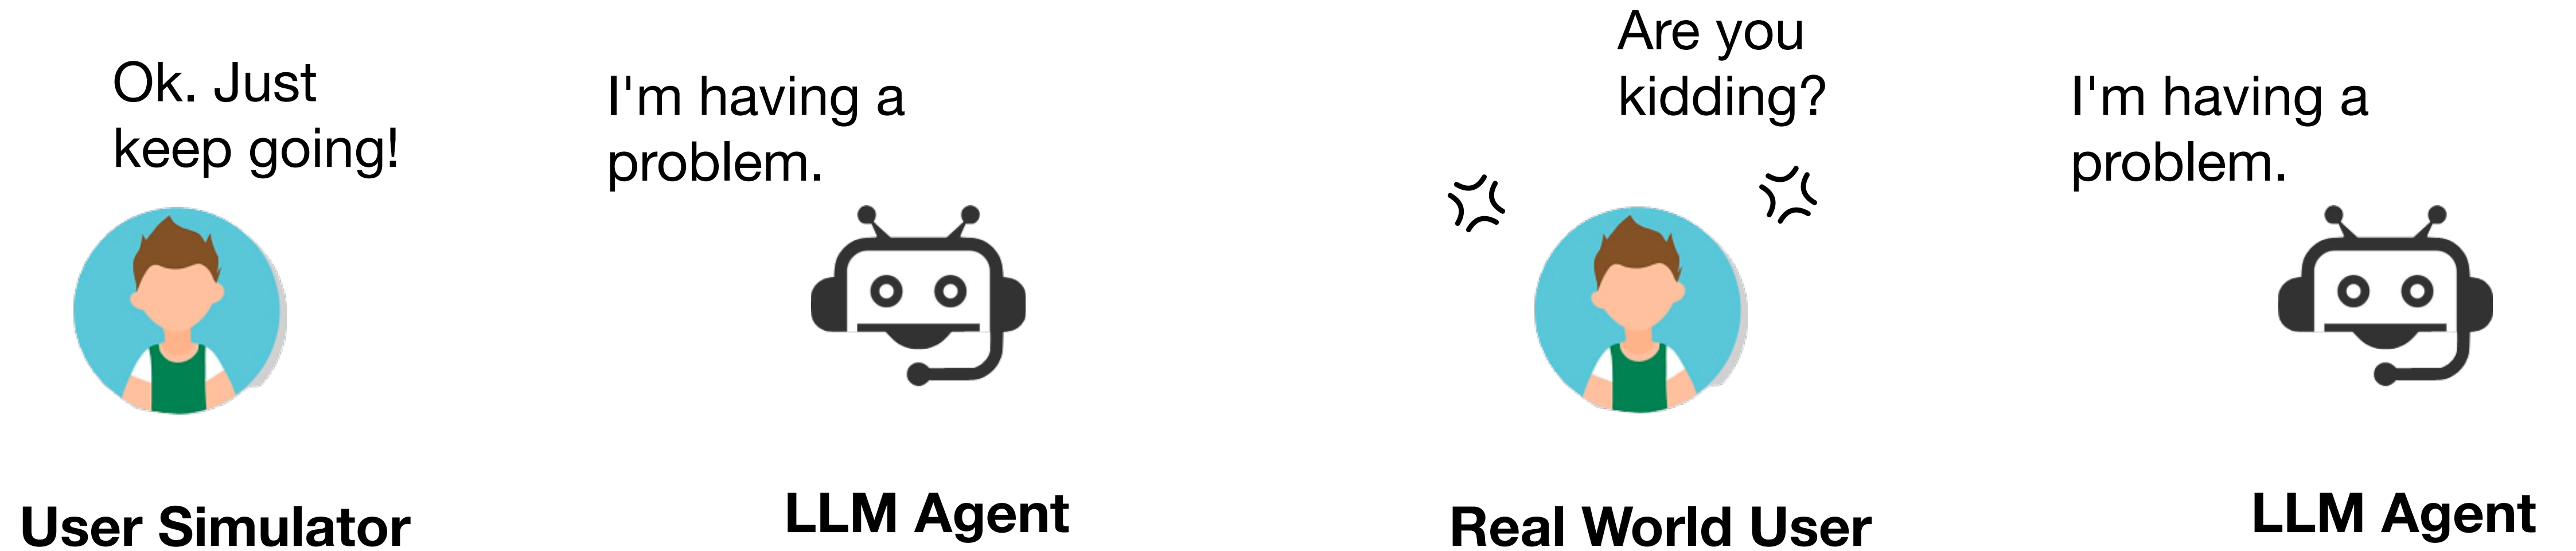 Ok. Just
keep going!
I'm having a
problem.
User Simulator
LLM Agent
Are you
kidding?
I'm having a
problem.
Real World User
LLM Agent